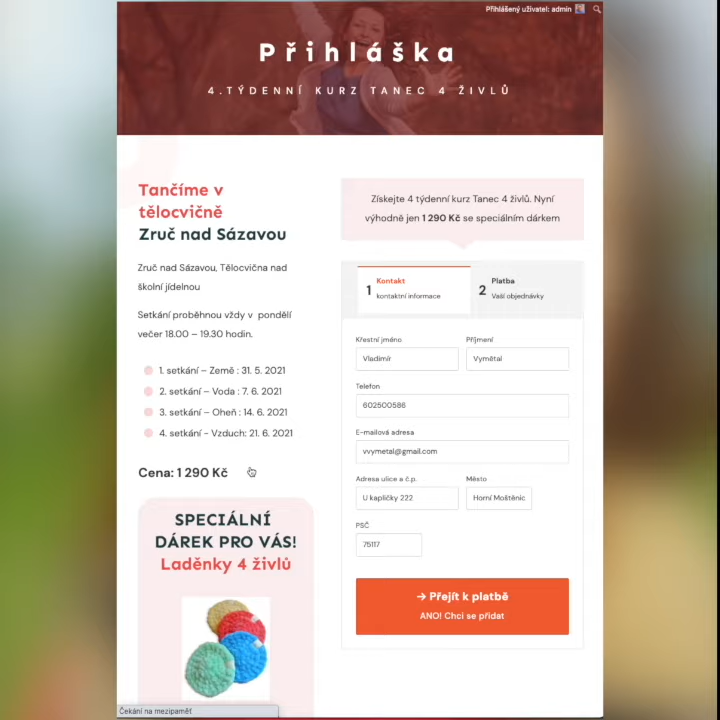 Přihlášený uživatel: admin
Přihláška
4.TÝDENNÍ KURZ TANEC 4 ŽIVLŮ
Tančíme v
tělocvičně
Zruč nad Sázavou
Zruč nad Sázavou, Tělocvična nad
školní jídelnou
Setkání proběhnou vždy v pondělí
večer 18.00 – 19.30 hodin.
1. setkání – Země : 31. 5. 2021
2. setkání – Voda : 7. 6. 2021
3. setkání – Oheň : 14. 6. 2021
4. setkání - Vzduch: 21. 6. 2021
Cena: 1 290 Kč
SPECIÁLNÍ
DÁREK PRO VÁS!
Laděnky 4 živlů
Získejte 4 týdenní kurz Tanec 4 živlů. Nyní
výhodně jen 1 290 Kč se speciálním dárkem
1 Kontakt
kontaktní informace
2 Platba
Vaší objednávky
Křestní jméno Příjmení
Vladimír Vymětal
Telefon
602500586
E-mailová adresa
vvymetal@gmail.com
Adresa ulice a č.p. Město
U kapličky 222 Horní Moštěnic
PSČ
75117
→ Přejít k platbě
ANO! Chci se přidat
Čekání na mezipaměť